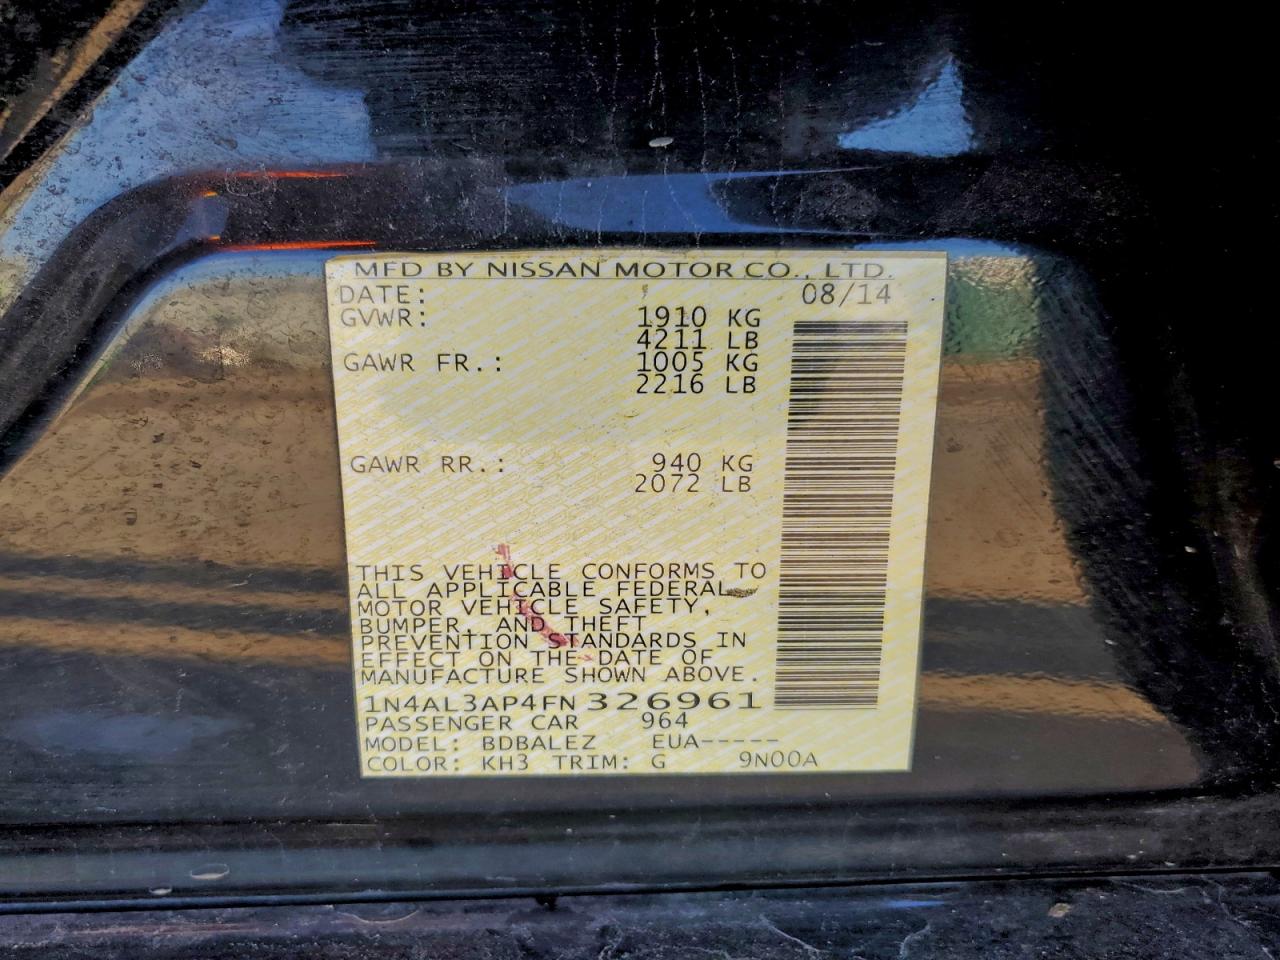 MFD BY NISSAN MOTOR CO., LTD.
DATE: 08/14
GVWR: 1910 KG
4211 LB
GAWR FR.: 1005 KG
2216 LB
GAWR RR.: 940 KG
2072 LB
THIS VEHICLE CONFORMS TO
ALL APPLICABLE FEDERAL
MOTOR VEHICLE SAFETY,
BUMPER, AND THEFT
PREVENTION STANDARDS IN
EFFECT ON THE DATE OF
MANUFACTURE SHOWN ABOVE.
1N4AL3AP4FN326961
PASSENGER CAR 964
MODEL: BDBALEZ EUA-----
COLOR: KH3 TRIM: G 9N00A